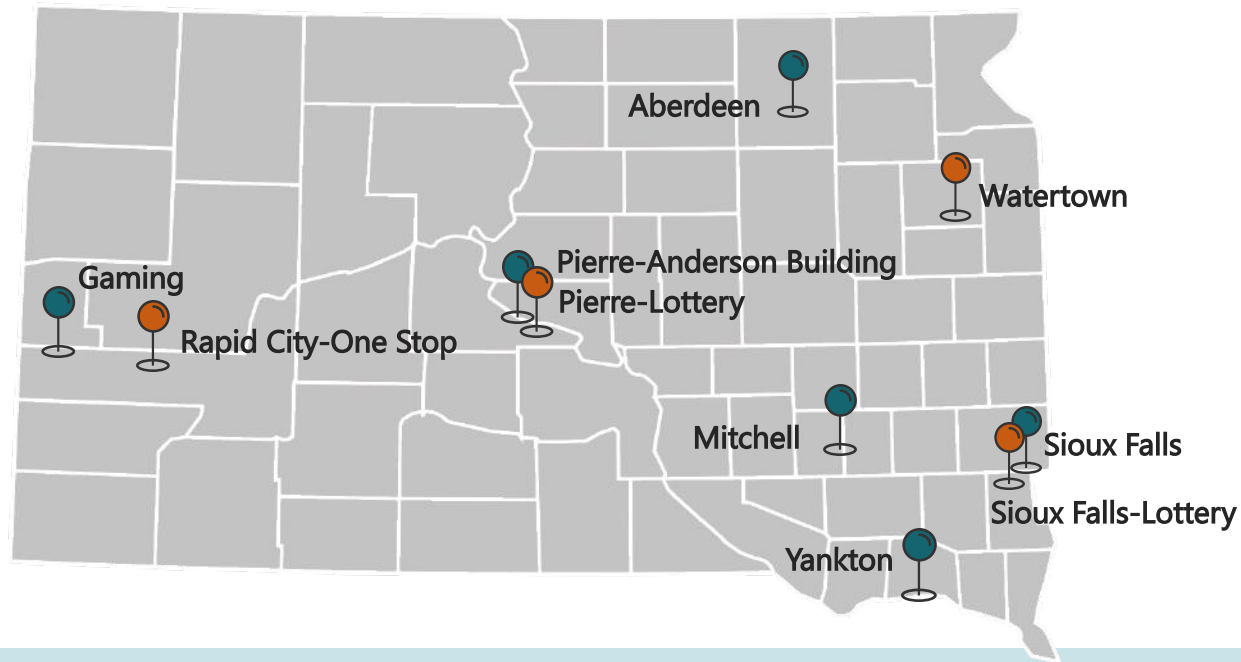 Aberdeen
Watertown
Pierre-Anderson Building
Gaming
Pierre-Lottery
Rapid City-One Stop
Mitchell
Sioux Falls
Sioux Falls-Lottery
Yankton